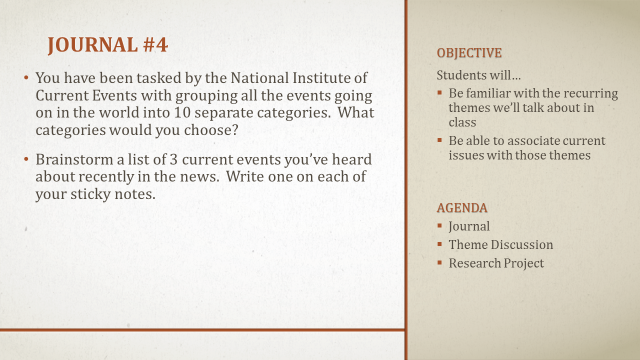 JOURNAL #4
• You have been tasked by the National Institute of
Current Events with grouping all the events going
on in the world into 10 separate categories.  What
categories would you choose?
• Brainstorm a list of 3 current events you've heard
about recently in the news.  Write one on each of
your sticky notes.
OBJECTIVE
Students will…
▪ Be familiar with the recurring
themes we'll talk about in
class
▪ Be able to associate current
issues with those themes
AGENDA
▪ Journal
▪ Theme Discussion
▪ Research Project